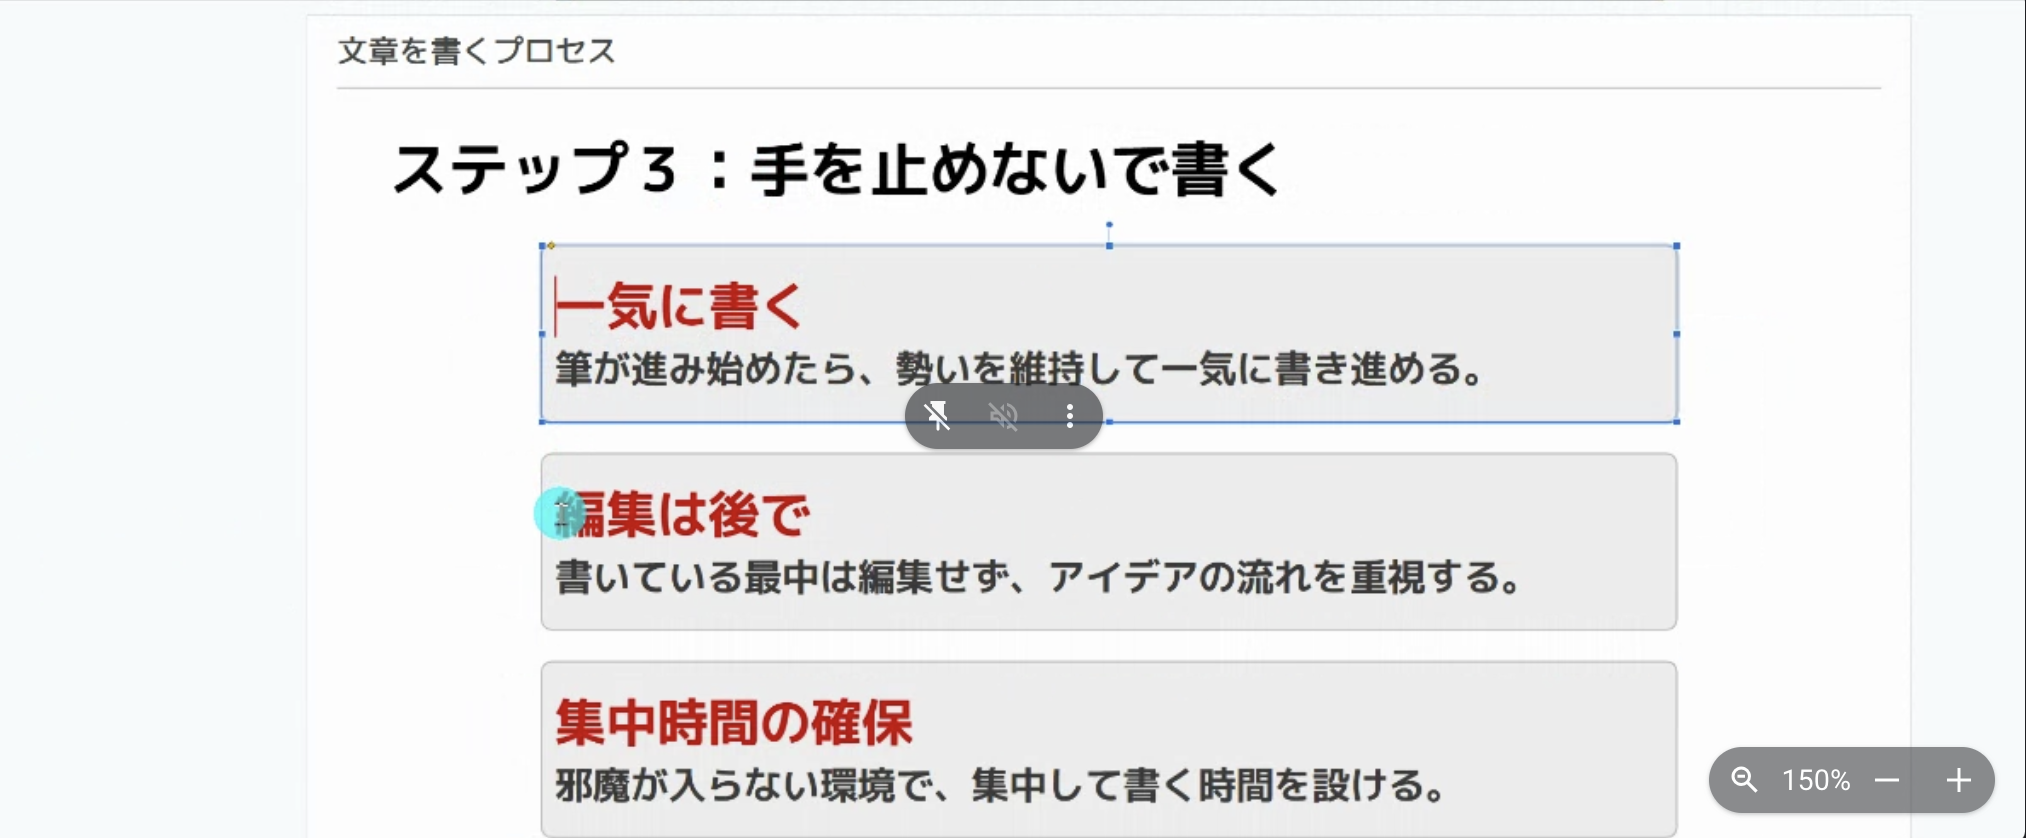 文章を書くプロセス
ステップ3：手を止めないで書く
一気に書く
筆が進み始めたら、勢いを維持して一気に書き進める。
編集は後で
書いている最中は編集せず、アイデアの流れを重視する。
集中時間の確保
邪魔が入らない環境で、集中して書く時間を設ける。
150%